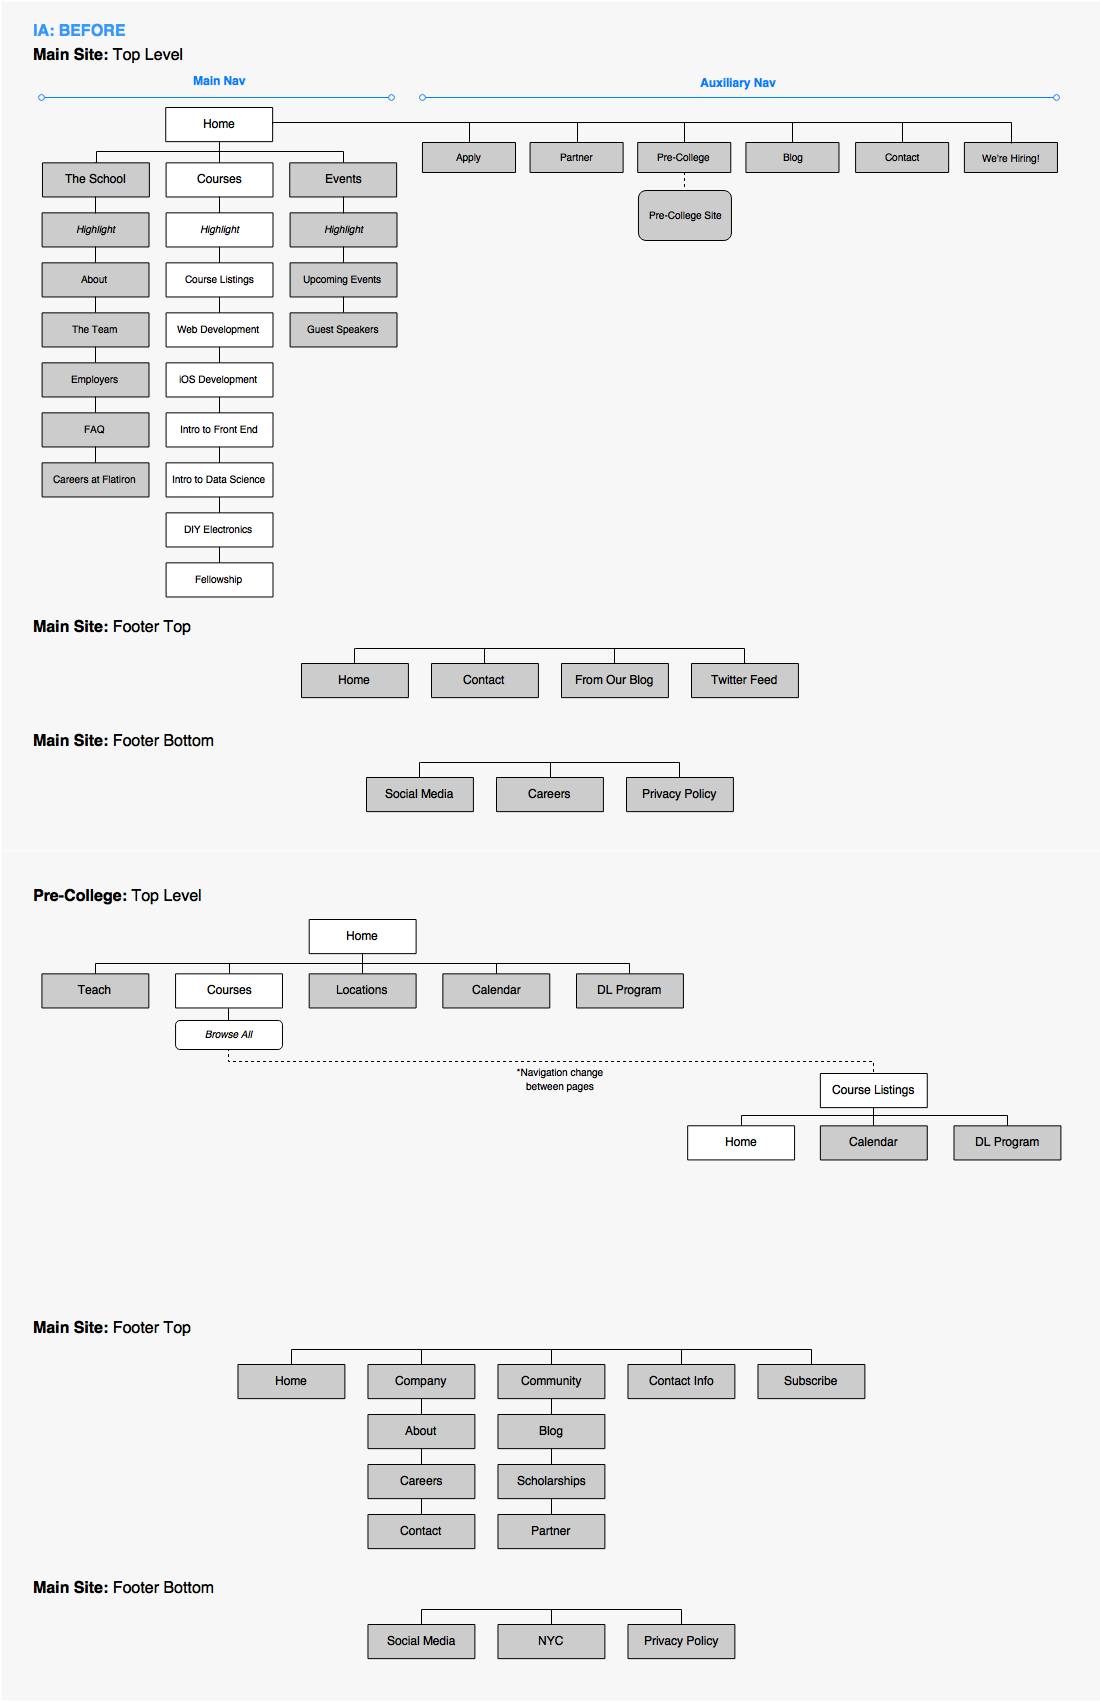 IA: BEFORE
Main Site: Top Level
Main Nav
Auxiliary Nav
Home
Apply
Partner
Pre-College
Blog
Contact
We're Hiring!
Pre-College Site
The School
Courses
Events
Highlight
Highlight
Highlight
About
Course Listings
Upcoming Events
The Team
Web Development
Guest Speakers
Employers
iOS Development
FAQ
Intro to Front End
Careers at Flatiron
Intro to Data Science
DIY Electronics
Fellowship
Main Site: Footer Top
Home
Contact
From Our Blog
Twitter Feed
Main Site: Footer Bottom
Social Media
Careers
Privacy Policy
Pre-College: Top Level
Home
Teach
Courses
Locations
Calendar
DL Program
Browse All
*Navigation change
between pages
Course Listings
Home
Calendar
DL Program
Main Site: Footer Top
Home
Company
Community
Contact Info
Subscribe
About
Blog
Careers
Scholarships
Contact
Partner
Main Site: Footer Bottom
Social Media
NYC
Privacy Policy